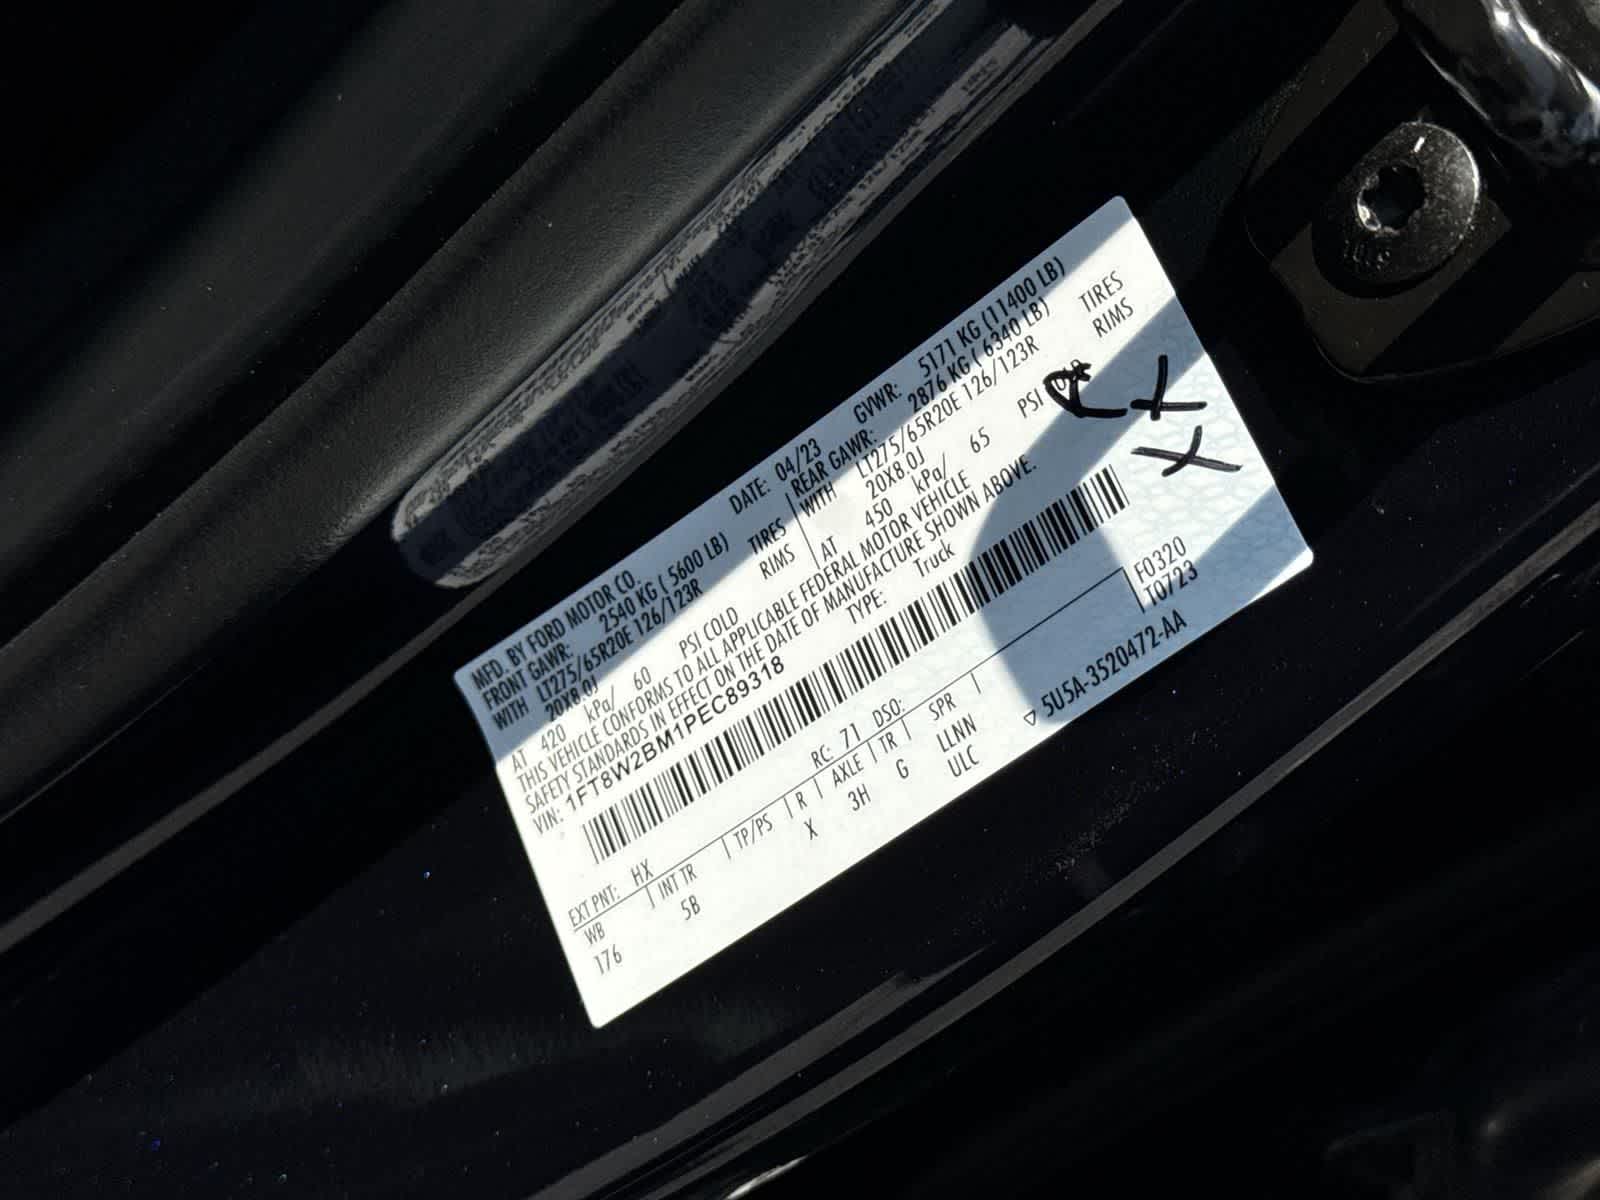 MFD. BY FORD MOTOR CO.
DATE: 04/23 GVWR: 5171 KG (11400 LB)
FRONT GAWR: 2540 KG ( 5600 LB)
REAR GAWR: 2876 KG ( 6340 LB)
WITH LT275/65R20E 126/123R TIRES
WITH LT275/65R20E 126/123R TIRES
20X8.0J RIMS
20X8.0J RIMS
AT 420 kPa/ 60 PSI COLD
AT 450 kPa/ 65 PSI
THIS VEHICLE CONFORMS TO ALL APPLICABLE FEDERAL MOTOR VEHICLE
SAFETY STANDARDS IN EFFECT ON THE DATE OF MANUFACTURE SHOWN ABOVE.
VIN: 1FT8W2BM1PEC89318 TYPE: Truck
F0320
T0723
EXT PNT: HX RC: 71 DSO:
WB INT TR TP/PS R AXLE TR SPR
176 5B X 3H G LLNN
ULC
▽ 5U5A-3520472-AA